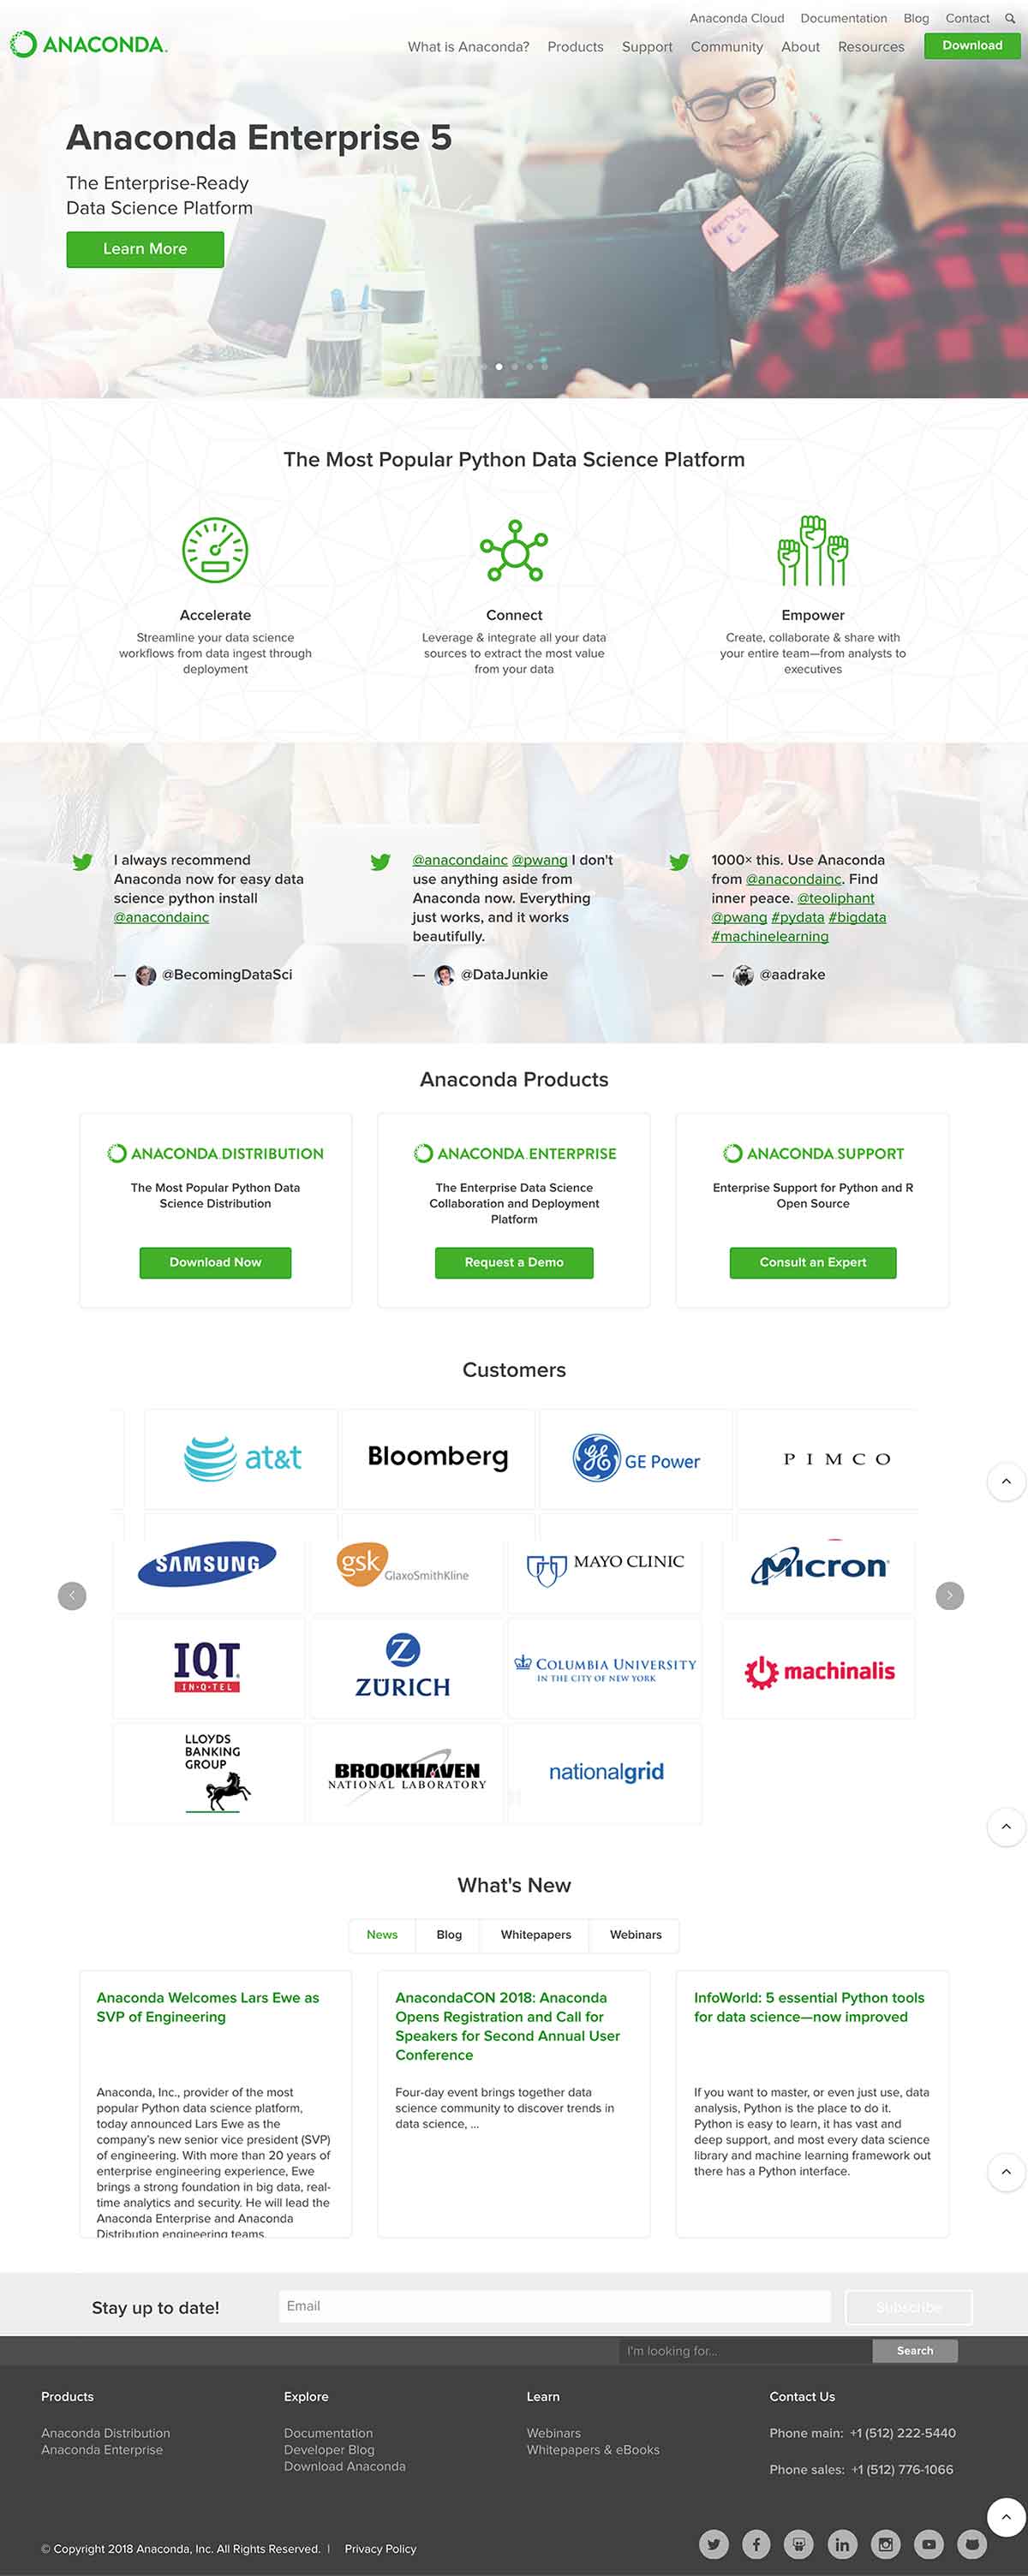 Anaconda Cloud Documentation Blog Contact
ANACONDA.
What is Anaconda? Products Support Community About Resources Download
Anaconda Enterprise 5
The Enterprise-Ready
Data Science Platform
Learn More
The Most Popular Python Data Science Platform
Accelerate
Streamline your data science
workflows from data ingest through
deployment
Connect
Leverage & integrate all your data
sources to extract the most value
from your data
Empower
Create, collaborate & share with
your entire team—from analysts to
executives
I always recommend
Anaconda now for easy data
science python install
@anacondainc
— @BecomingDataSci
@anacondainc @pwang I don't
use anything aside from
Anaconda now. Everything
just works, and it works
beautifully.
— @DataJunkie
1000× this. Use Anaconda
from @anacondainc. Find
inner peace. @teoliphant
@pwang #pydata #bigdata
#machinelearning
— @aadrake
Anaconda Products
ANACONDA.DISTRIBUTION
The Most Popular Python Data
Science Distribution
Download Now
ANACONDA.ENTERPRISE
The Enterprise Data Science
Collaboration and Deployment
Platform
Request a Demo
ANACONDA.SUPPORT
Enterprise Support for Python and R
Open Source
Consult an Expert
Customers
at&t
Bloomberg
GE Power
PIMCO
SAMSUNG
gsk GlaxoSmithKline
MAYO CLINIC
Micron
IQT
IN-Q-TEL
Z
ZURICH
COLUMBIA UNIVERSITY
IN THE CITY OF NEW YORK
machinalis
LLOYDS
BANKING
GROUP
BROOKHAVEN
NATIONAL LABORATORY
nationalgrid
What's New
News Blog Whitepapers Webinars
Anaconda Welcomes Lars Ewe as
SVP of Engineering
Anaconda, Inc., provider of the most
popular Python data science platform,
today announced Lars Ewe as the
company's new senior vice president (SVP)
of engineering. With more than 20 years of
enterprise engineering experience, Ewe
brings a strong foundation in big data, real-
time analytics and security. He will lead the
Anaconda Enterprise and Anaconda
Distribution engineering teams.
AnacondaCON 2018: Anaconda
Opens Registration and Call for
Speakers for Second Annual User
Conference
Four-day event brings together data
science community to discover trends in
data science, ...
InfoWorld: 5 essential Python tools
for data science—now improved
If you want to master, or even just use, data
analysis, Python is the place to do it.
Python is easy to learn, it has vast and
deep support, and most every data science
library and machine learning framework out
there has a Python interface.
Stay up to date! Email Subscribe
I'm looking for... Search
Products
Anaconda Distribution
Anaconda Enterprise
Explore
Documentation
Developer Blog
Download Anaconda
Learn
Webinars
Whitepapers & eBooks
Contact Us
Phone main: +1 (512) 222-5440
Phone sales: +1 (512) 776-1066
© Copyright 2018 Anaconda, Inc. All Rights Reserved. | Privacy Policy